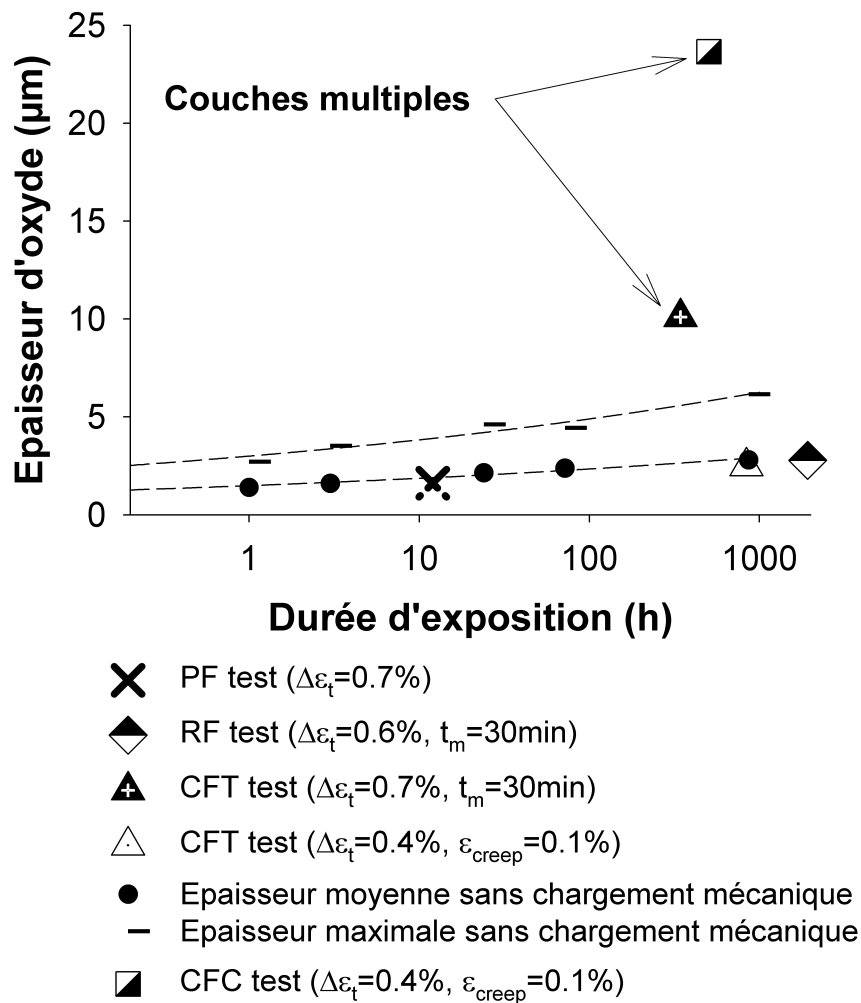 25
Couches multiples
20
15
10
5
0
Epaisseur d'oxyde (µm)
1 10 100 1000
Durée d'exposition (h)
PF test (Δεt=0.7%)
RF test (Δεt=0.6%, tm=30min)
CFT test (Δεt=0.7%, tm=30min)
CFT test (Δεt=0.4%, εcreep=0.1%)
Epaisseur moyenne sans chargement mécanique
Epaisseur maximale sans chargement mécanique
CFC test (Δεt=0.4%, εcreep=0.1%)